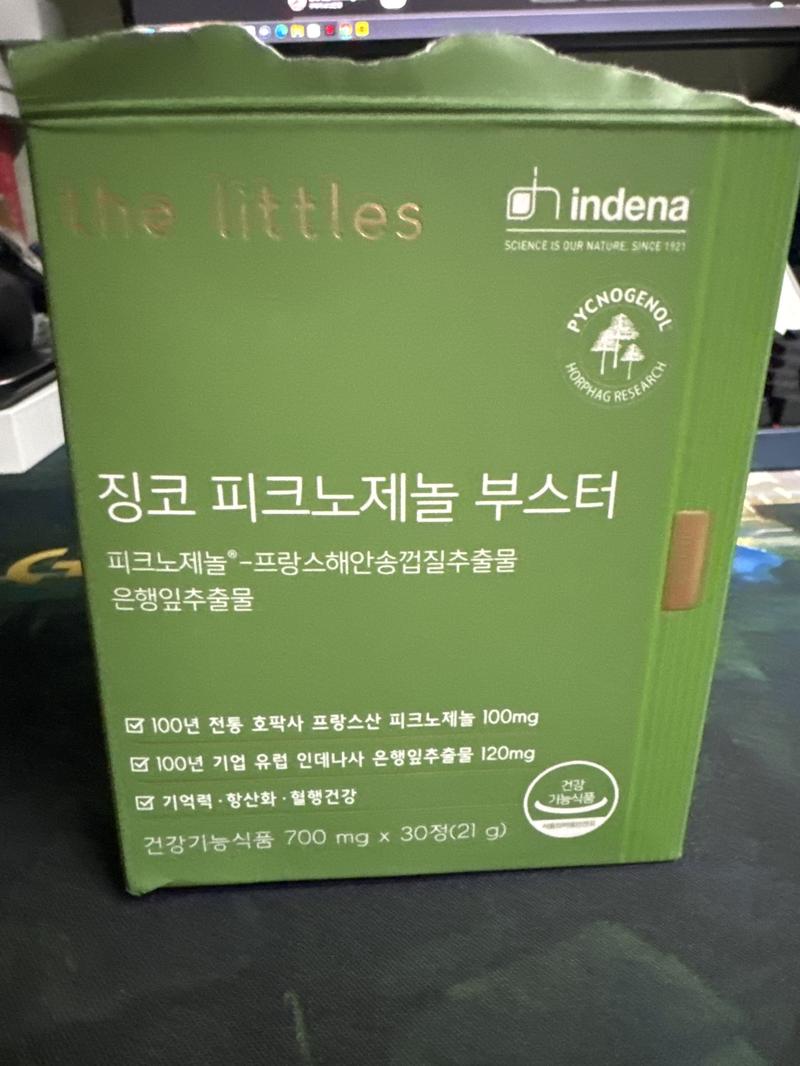 the littles
indena
SCIENCE IS OUR NATURE. SINCE 1921
PYCNOGENOL
HORPHAG RESEARCH
징코 피크노제놀 부스터
피크노제놀®-프랑스해안송껍질추출물
은행잎추출물
100년 전통 호팍사 프랑스산 피크노제놀 100mg
100년 기업 유럽 인데나사 은행잎추출물 120mg
기억력·항산화·혈행건강
건강
기능식품
건강기능식품 700 mg x 30정(21 g)